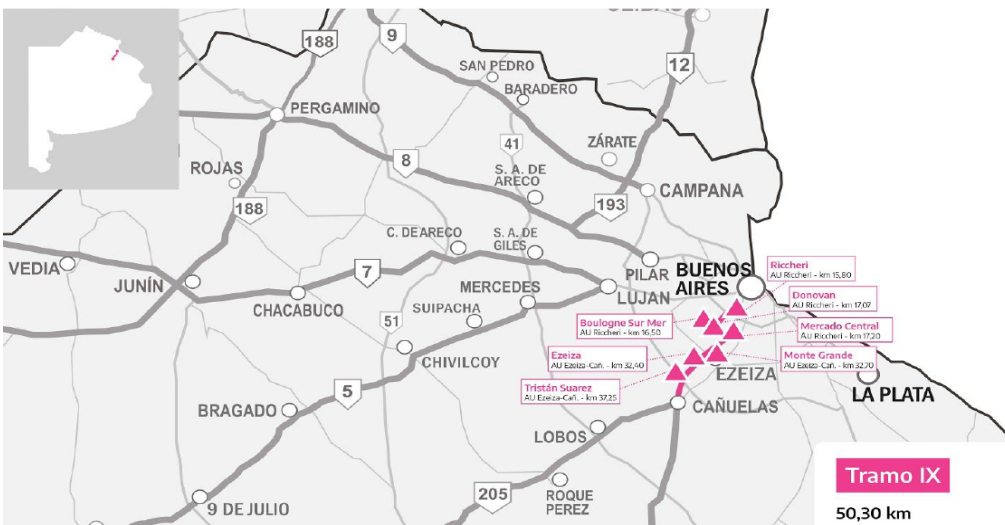 188
9
12
SAN PEDRO
BARADERO
PERGAMINO
41
ZÁRATE
8
ROJAS
S. A. DE
ARECO
CAMPANA
188
193
C. DEARECO
S. A. DE
GILES
VEDIA
7
PILAR
BUENOS
AIRES
Riccheri
AU Riccheri - km 15,80
JUNÍN
MERCEDES
LUJAN
Donovan
AU Riccheri - km 17,07
CHACABUCO
SUIPACHA
51
Boulogne Sur Mer
AU Riccheri - km 16,50
Mercado Central
AU Riccheri - km 17,20
CHIVILCOY
Ezeiza
AU Ezeiza-Cañ. - km 32,40
Monte Grande
AU Ezeiza-Cañ. - km 32,70
EZEIZA
Tristán Suarez
AU Ezeiza-Cañ. - km 37,25
LA PLATA
5
BRAGADO
CAÑUELAS
LOBOS
205
ROQUE
PEREZ
9 DE JULIO
Tramo IX
50,30 km